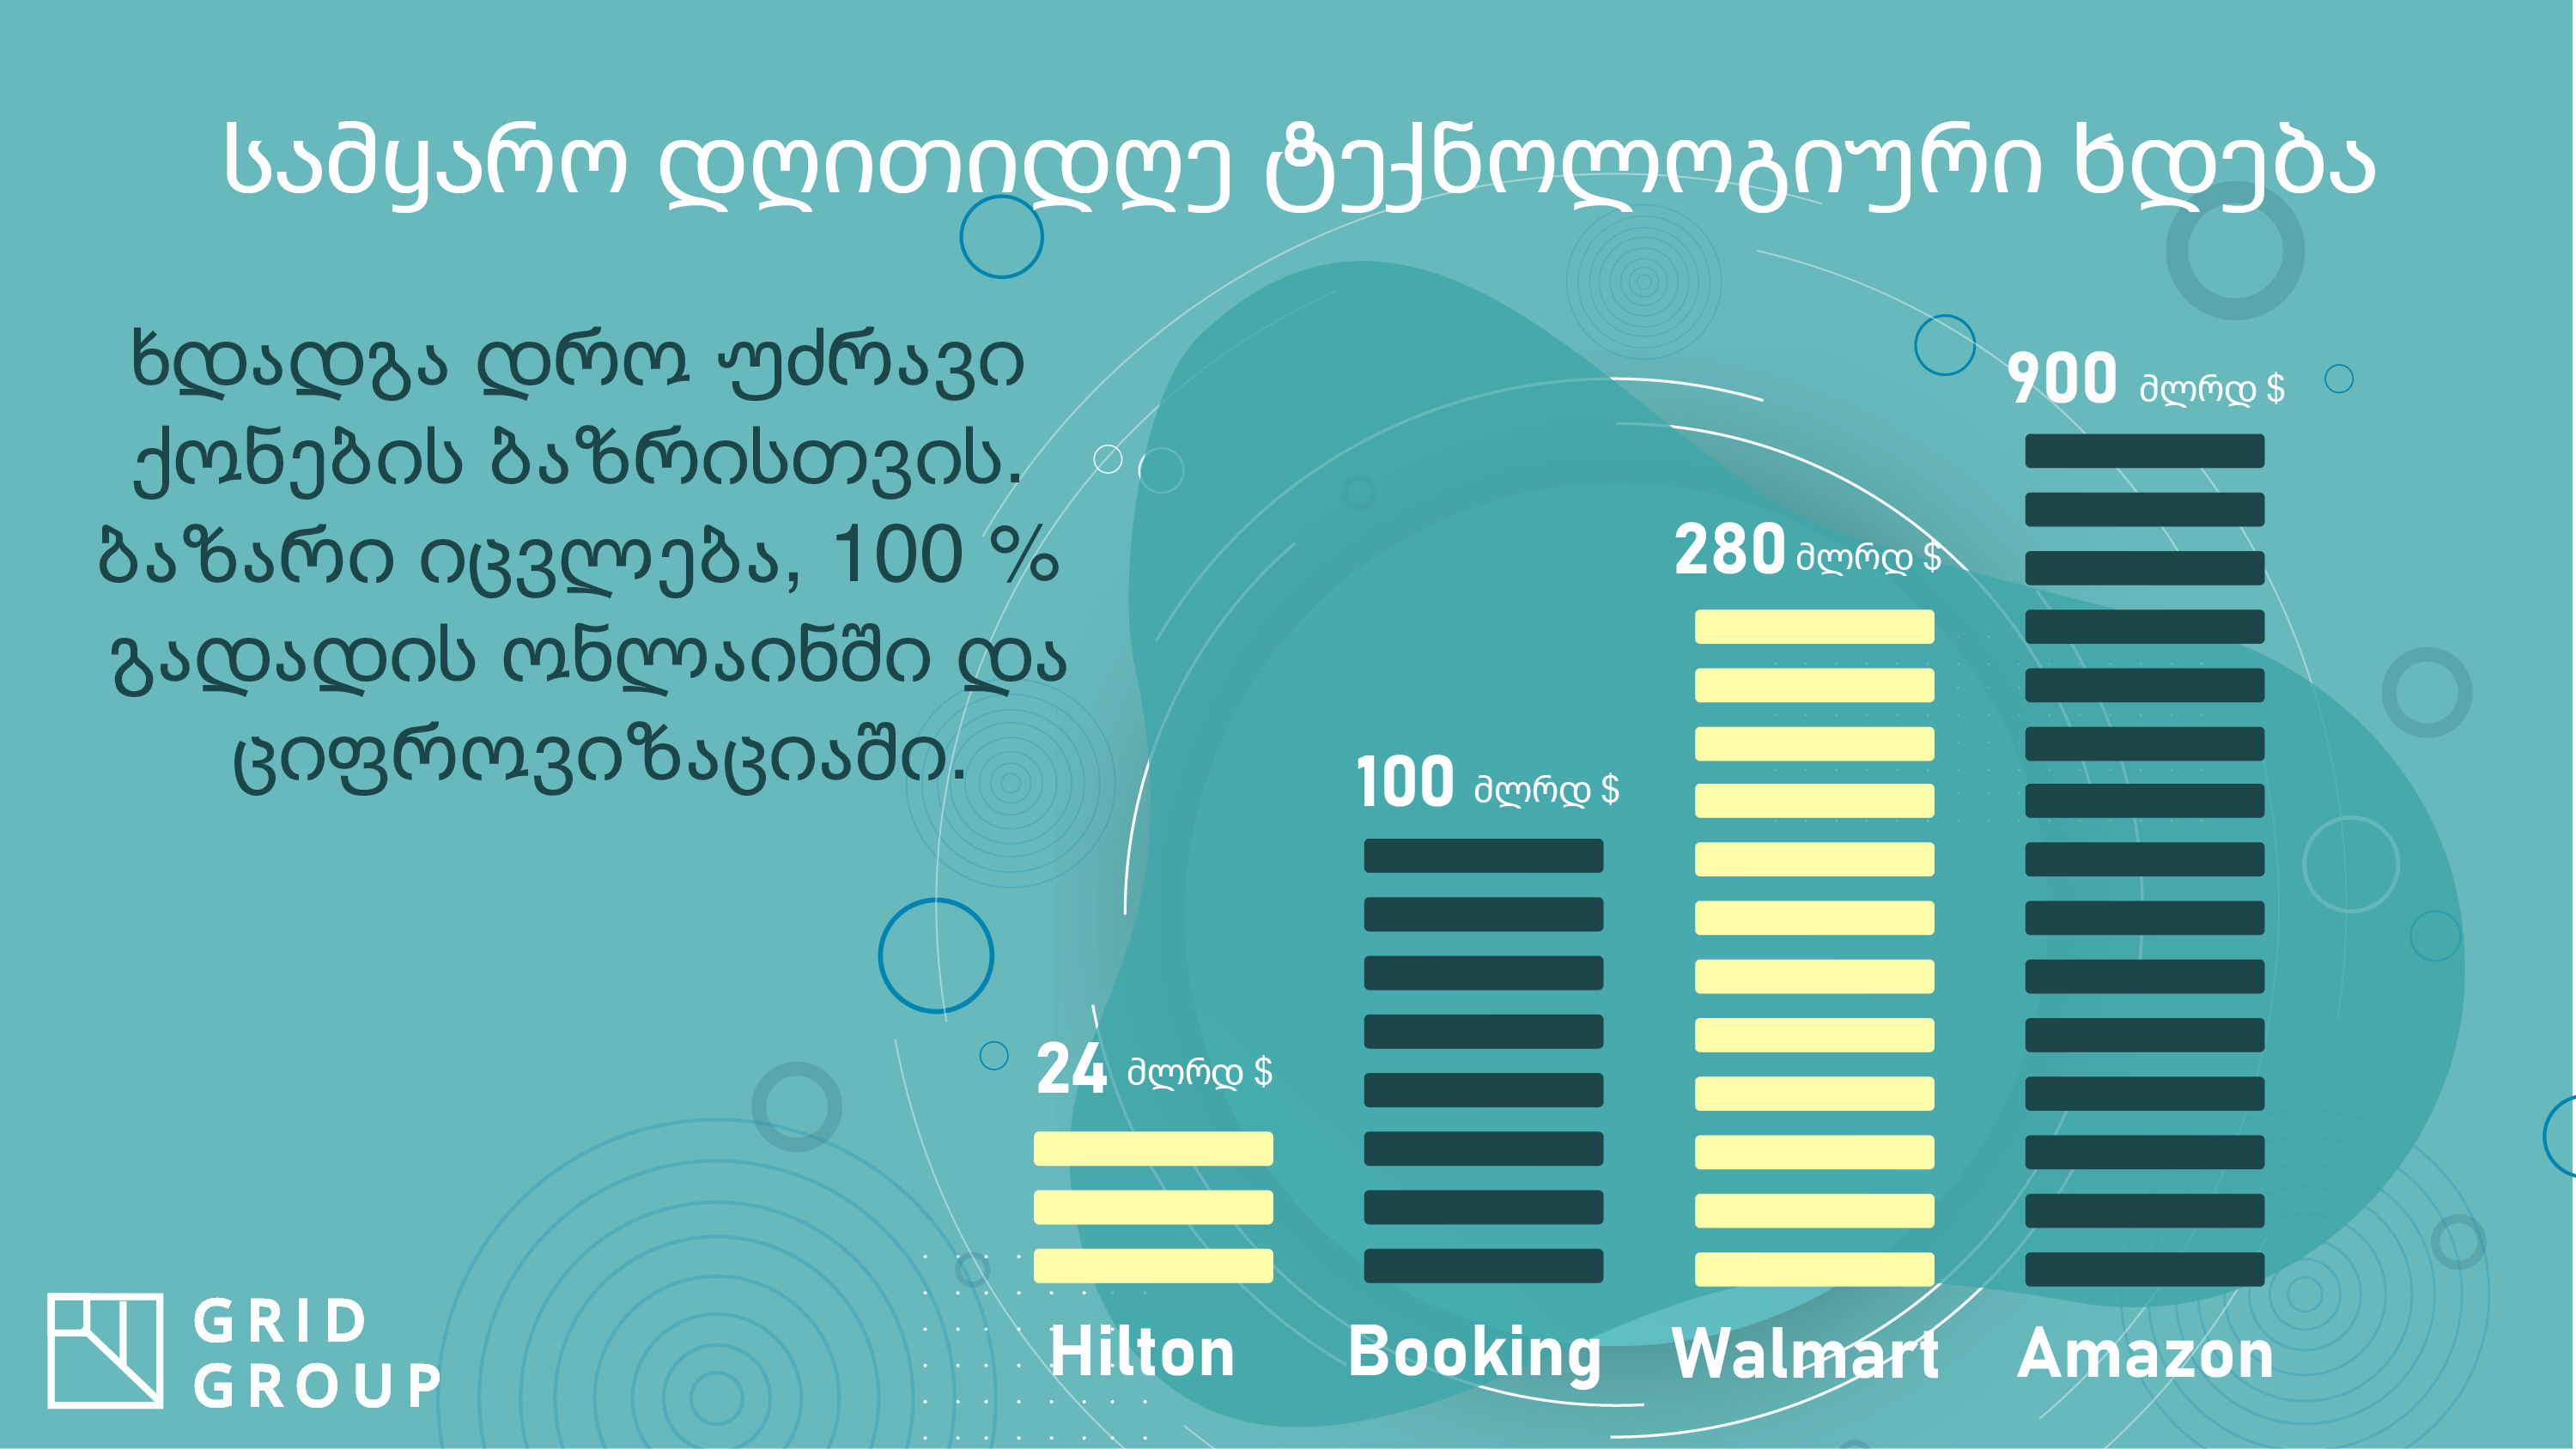 სამყარო დღითიდღე ტექნოლოგიური ხდება
ხდადგა დრო უძრავი
ქონების ბაზრისთვის.
ბაზარი იცვლება, 100 %
გადადის ონლაინში და
ციფროვიზაციაში.
900 მლრდ $
280 მლრდ $
100 მლრდ $
24 მლრდ $
Hilton Booking Walmart Amazon
GRID
GROUP